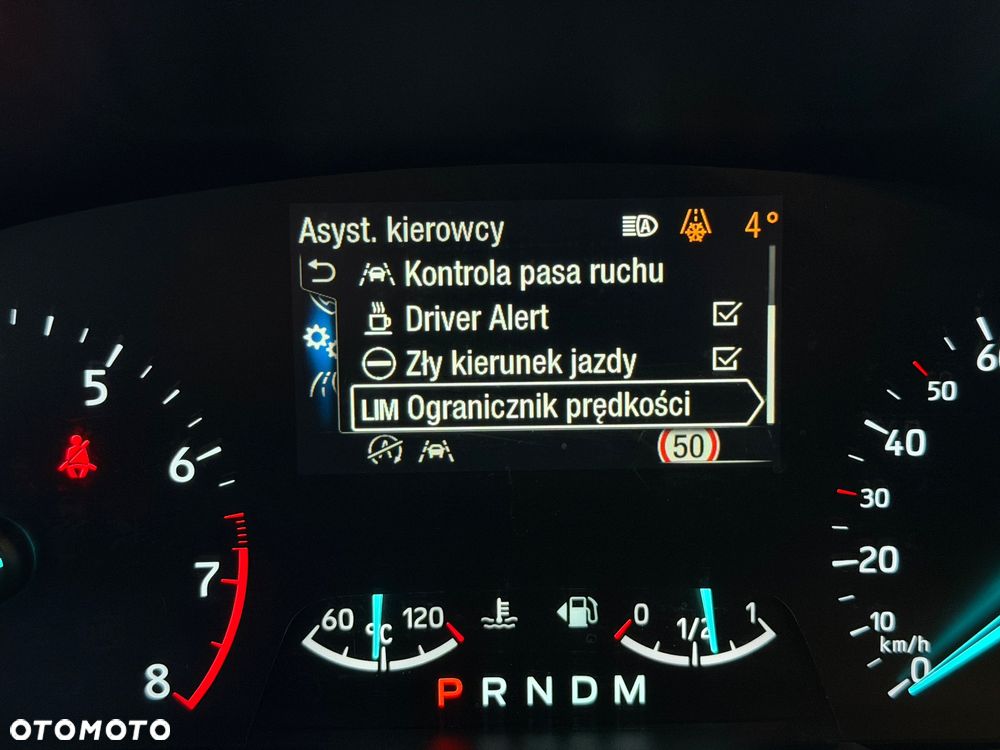 Asyst. kierowcy A 4°
Kontrola pasa ruchu
Driver Alert
Zły kierunek jazdy
LIM Ogranicznik prędkości
A 50
5
6
7
8
60
50
40
30
20
10
km/h
0
60 °C 120
0 1/2 1
P R N D M
OTOMOTO